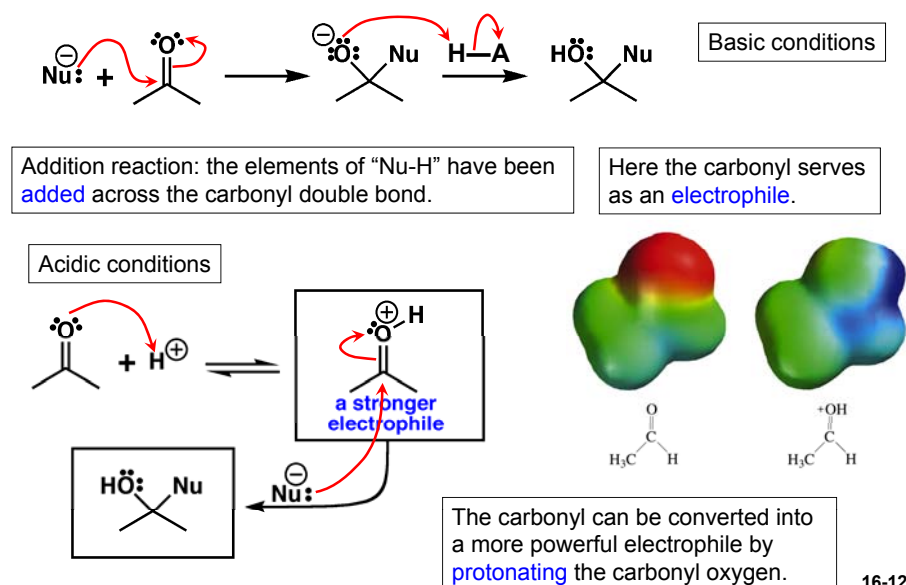 Nu: + :O: ⊖ :O: Nu H—A HO: Nu
Basic conditions
Addition reaction: the elements of “Nu-H” have been
added across the carbonyl double bond.
Here the carbonyl serves
as an electrophile.
Acidic conditions
:O: + H⊕
⊕ :O-H
a stronger
electrophile
HO: Nu
⊖ Nu:
O
C
H3C H
+OH
C
H3C H
The carbonyl can be converted into
a more powerful electrophile by
protonating the carbonyl oxygen.
16-12